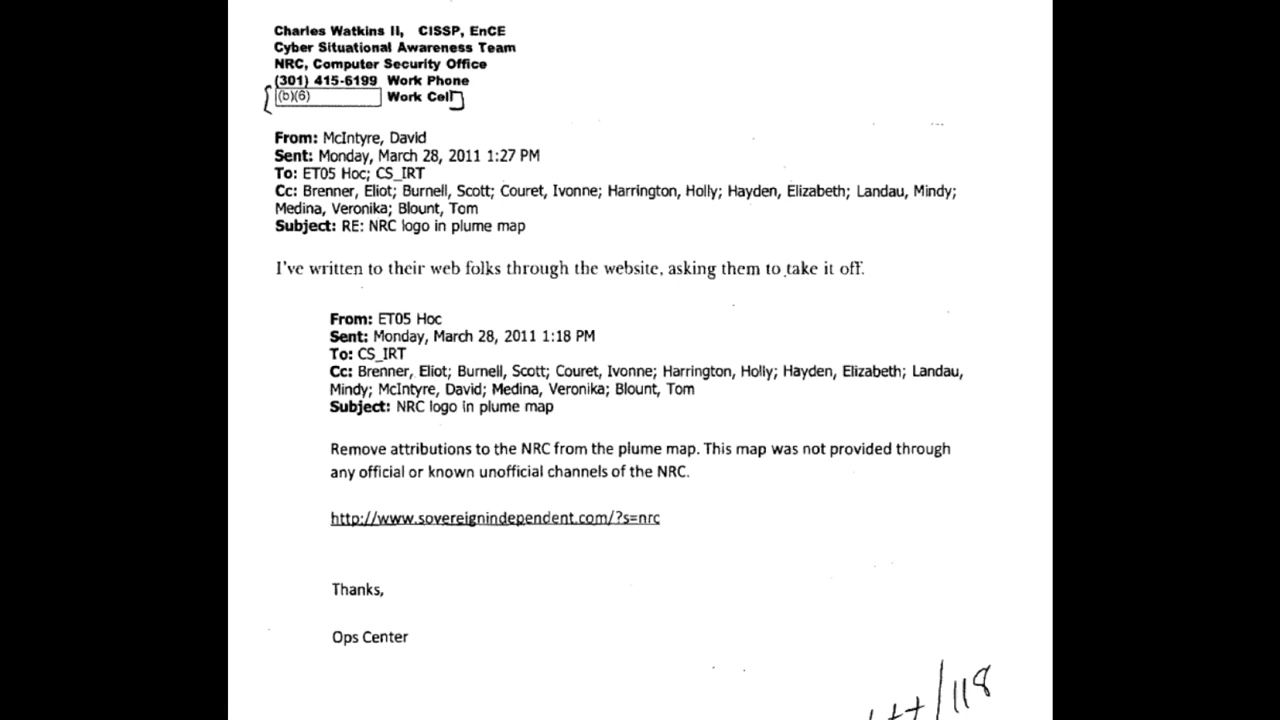 Charles Watkins II, CISSP, EnCE
Cyber Situational Awareness Team
NRC, Computer Security Office
(301) 415-6199 Work Phone
(b)(6) Work Cell
From: McIntyre, David
Sent: Monday, March 28, 2011 1:27 PM
To: ET05 Hoc; CS_IRT
Cc: Brenner, Eliot; Burnell, Scott; Couret, Ivonne; Harrington, Holly; Hayden, Elizabeth; Landau, Mindy;
Medina, Veronika; Blount, Tom
Subject: RE: NRC logo in plume map
I've written to their web folks through the website, asking them to take it off.
From: ET05 Hoc
Sent: Monday, March 28, 2011 1:18 PM
To: CS_IRT
Cc: Brenner, Eliot; Burnell, Scott; Couret, Ivonne; Harrington, Holly; Hayden, Elizabeth; Landau,
Mindy; McIntyre, David; Medina, Veronika; Blount, Tom
Subject: NRC logo in plume map
Remove attributions to the NRC from the plume map. This map was not provided through
any official or known unofficial channels of the NRC.
http://www.sovereignindependent.com/?s=nrc
Thanks,
Ops Center
/118